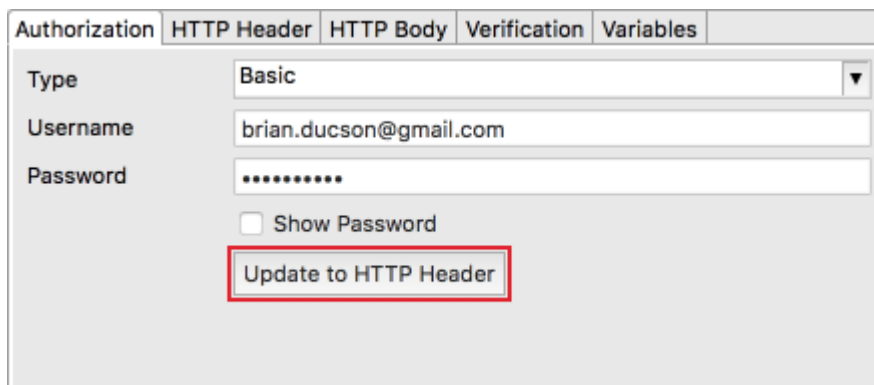 Authorization HTTP Header HTTP Body Verification Variables
Type Basic
Username brian.ducson@gmail.com
Password ••••••••••
Show Password
Update to HTTP Header